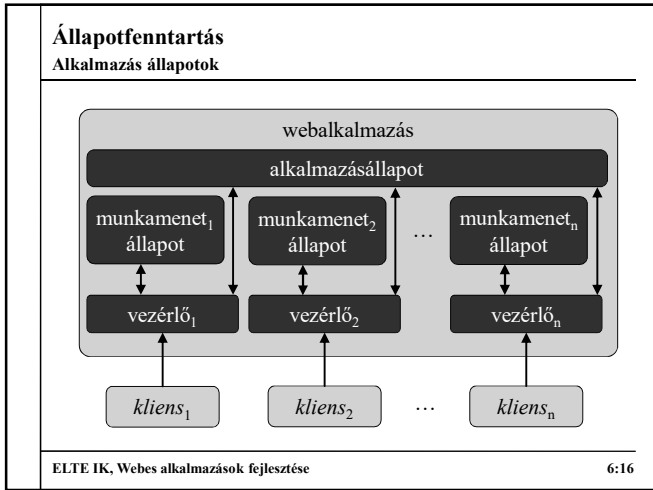 Állapotfenntartás
Alkalmazás állapotok
webalkalmazás
alkalmazásállapot
munkamenet₁ állapot
munkamenet₂ állapot
…
munkamenetₙ állapot
vezérlő₁
vezérlő₂
vezérlőₙ
kliens₁
kliens₂
…
kliensₙ
ELTE IK, Webes alkalmazások fejlesztése
6:16